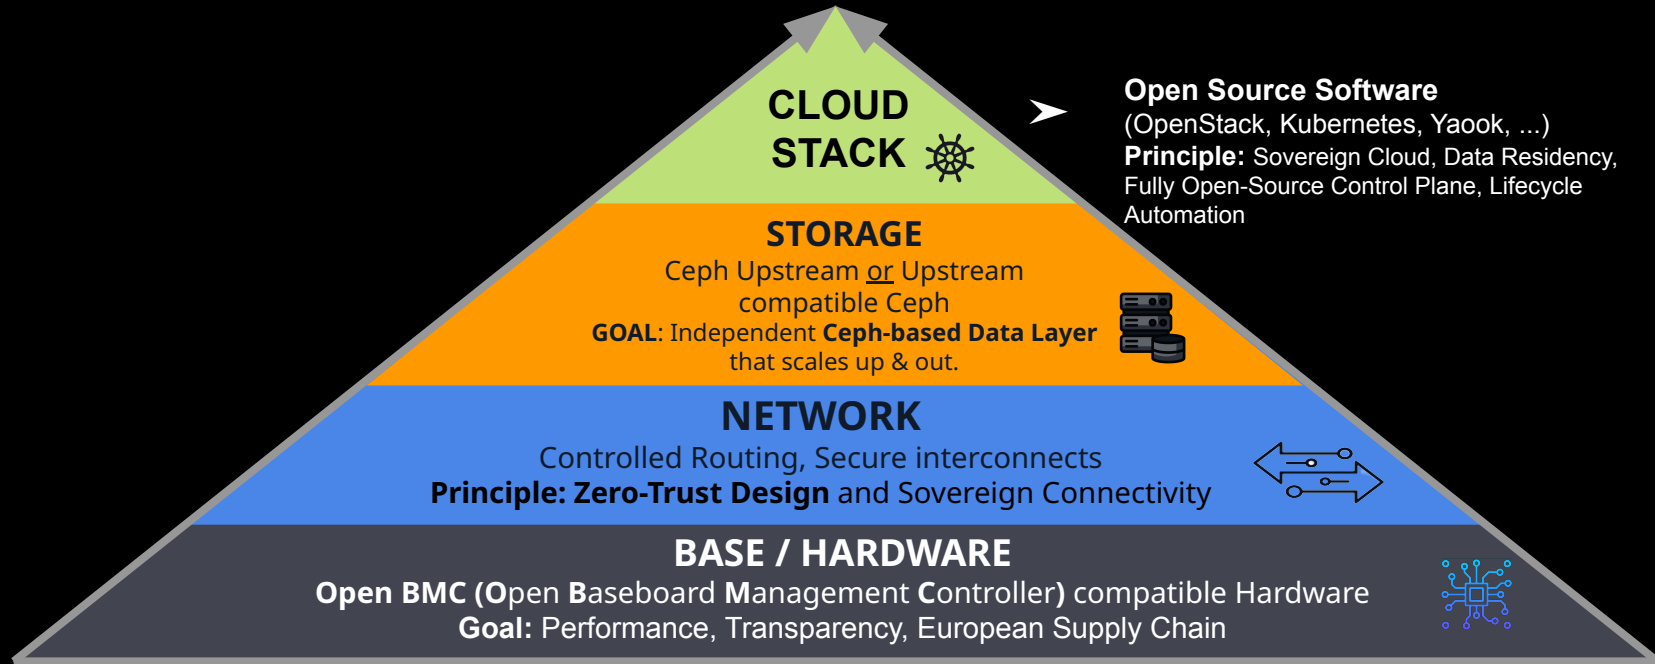 CLOUD
STACK
Open Source Software
(OpenStack, Kubernetes, Yaook, ...)
Principle: Sovereign Cloud, Data Residency,
Fully Open-Source Control Plane, Lifecycle
Automation
STORAGE
Ceph Upstream or Upstream
compatible Ceph
GOAL: Independent Ceph-based Data Layer
that scales up & out.
NETWORK
Controlled Routing, Secure interconnects
Principle: Zero-Trust Design and Sovereign Connectivity
BASE / HARDWARE
Open BMC (Open Baseboard Management Controller) compatible Hardware
Goal: Performance, Transparency, European Supply Chain